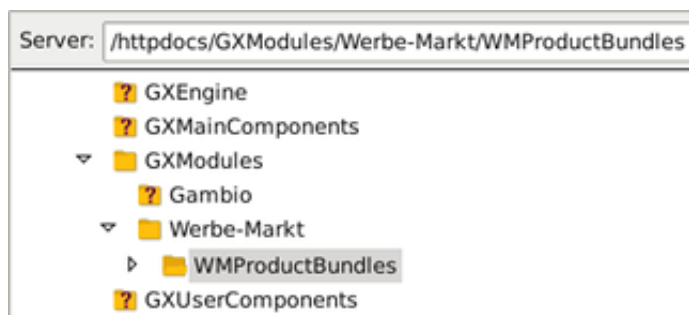 Server: /httpdocs/GXModules/Werbe-Markt/WMProductBundles
GXEngine
GXMainComponents
GXModules
Gambio
Werbe-Markt
WMProductBundles
GXUserComponents